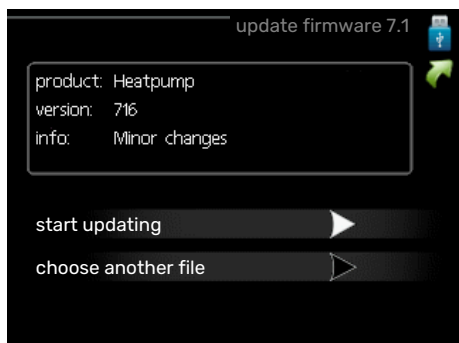 update firmware 7.1
product: Heatpump
version: 716
info: Minor changes
start updating
choose another file